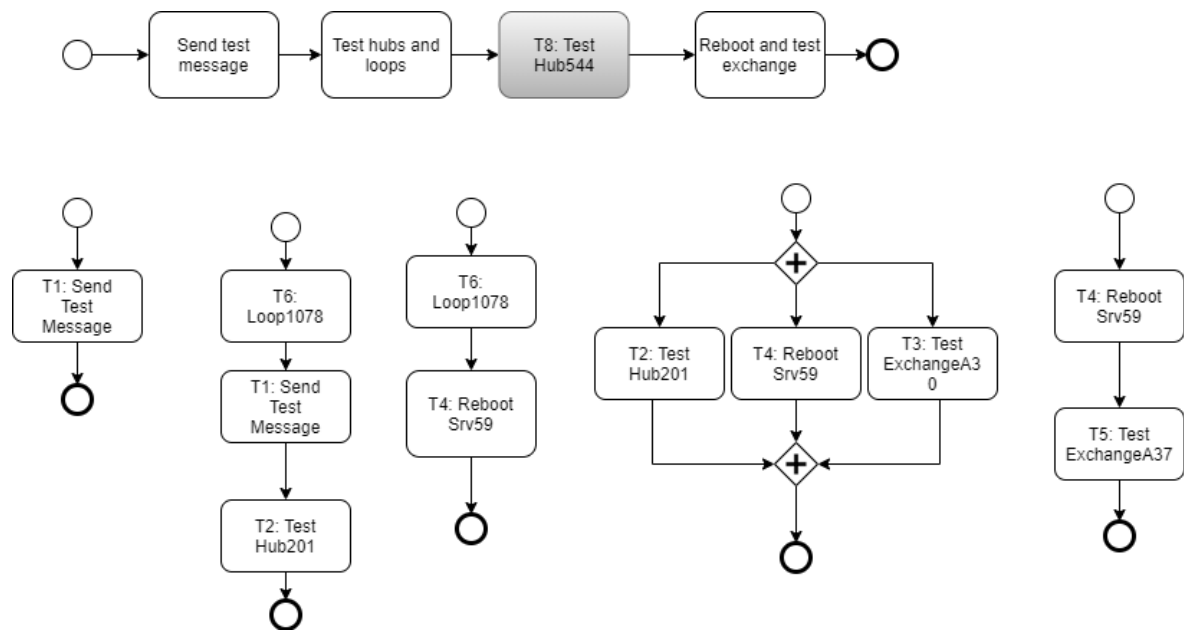 Send test
message
Test hubs and
loops
T8: Test
Hub544
Reboot and test
exchange
T1: Send
Test
Message
T6:
Loop1078
T1: Send
Test
Message
T2: Test
Hub201
T6:
Loop1078
T4: Reboot
Srv59
T2: Test
Hub201
T4: Reboot
Srv59
T3: Test
ExchangeA3
0
T4: Reboot
Srv59
T5: Test
ExchangeA37